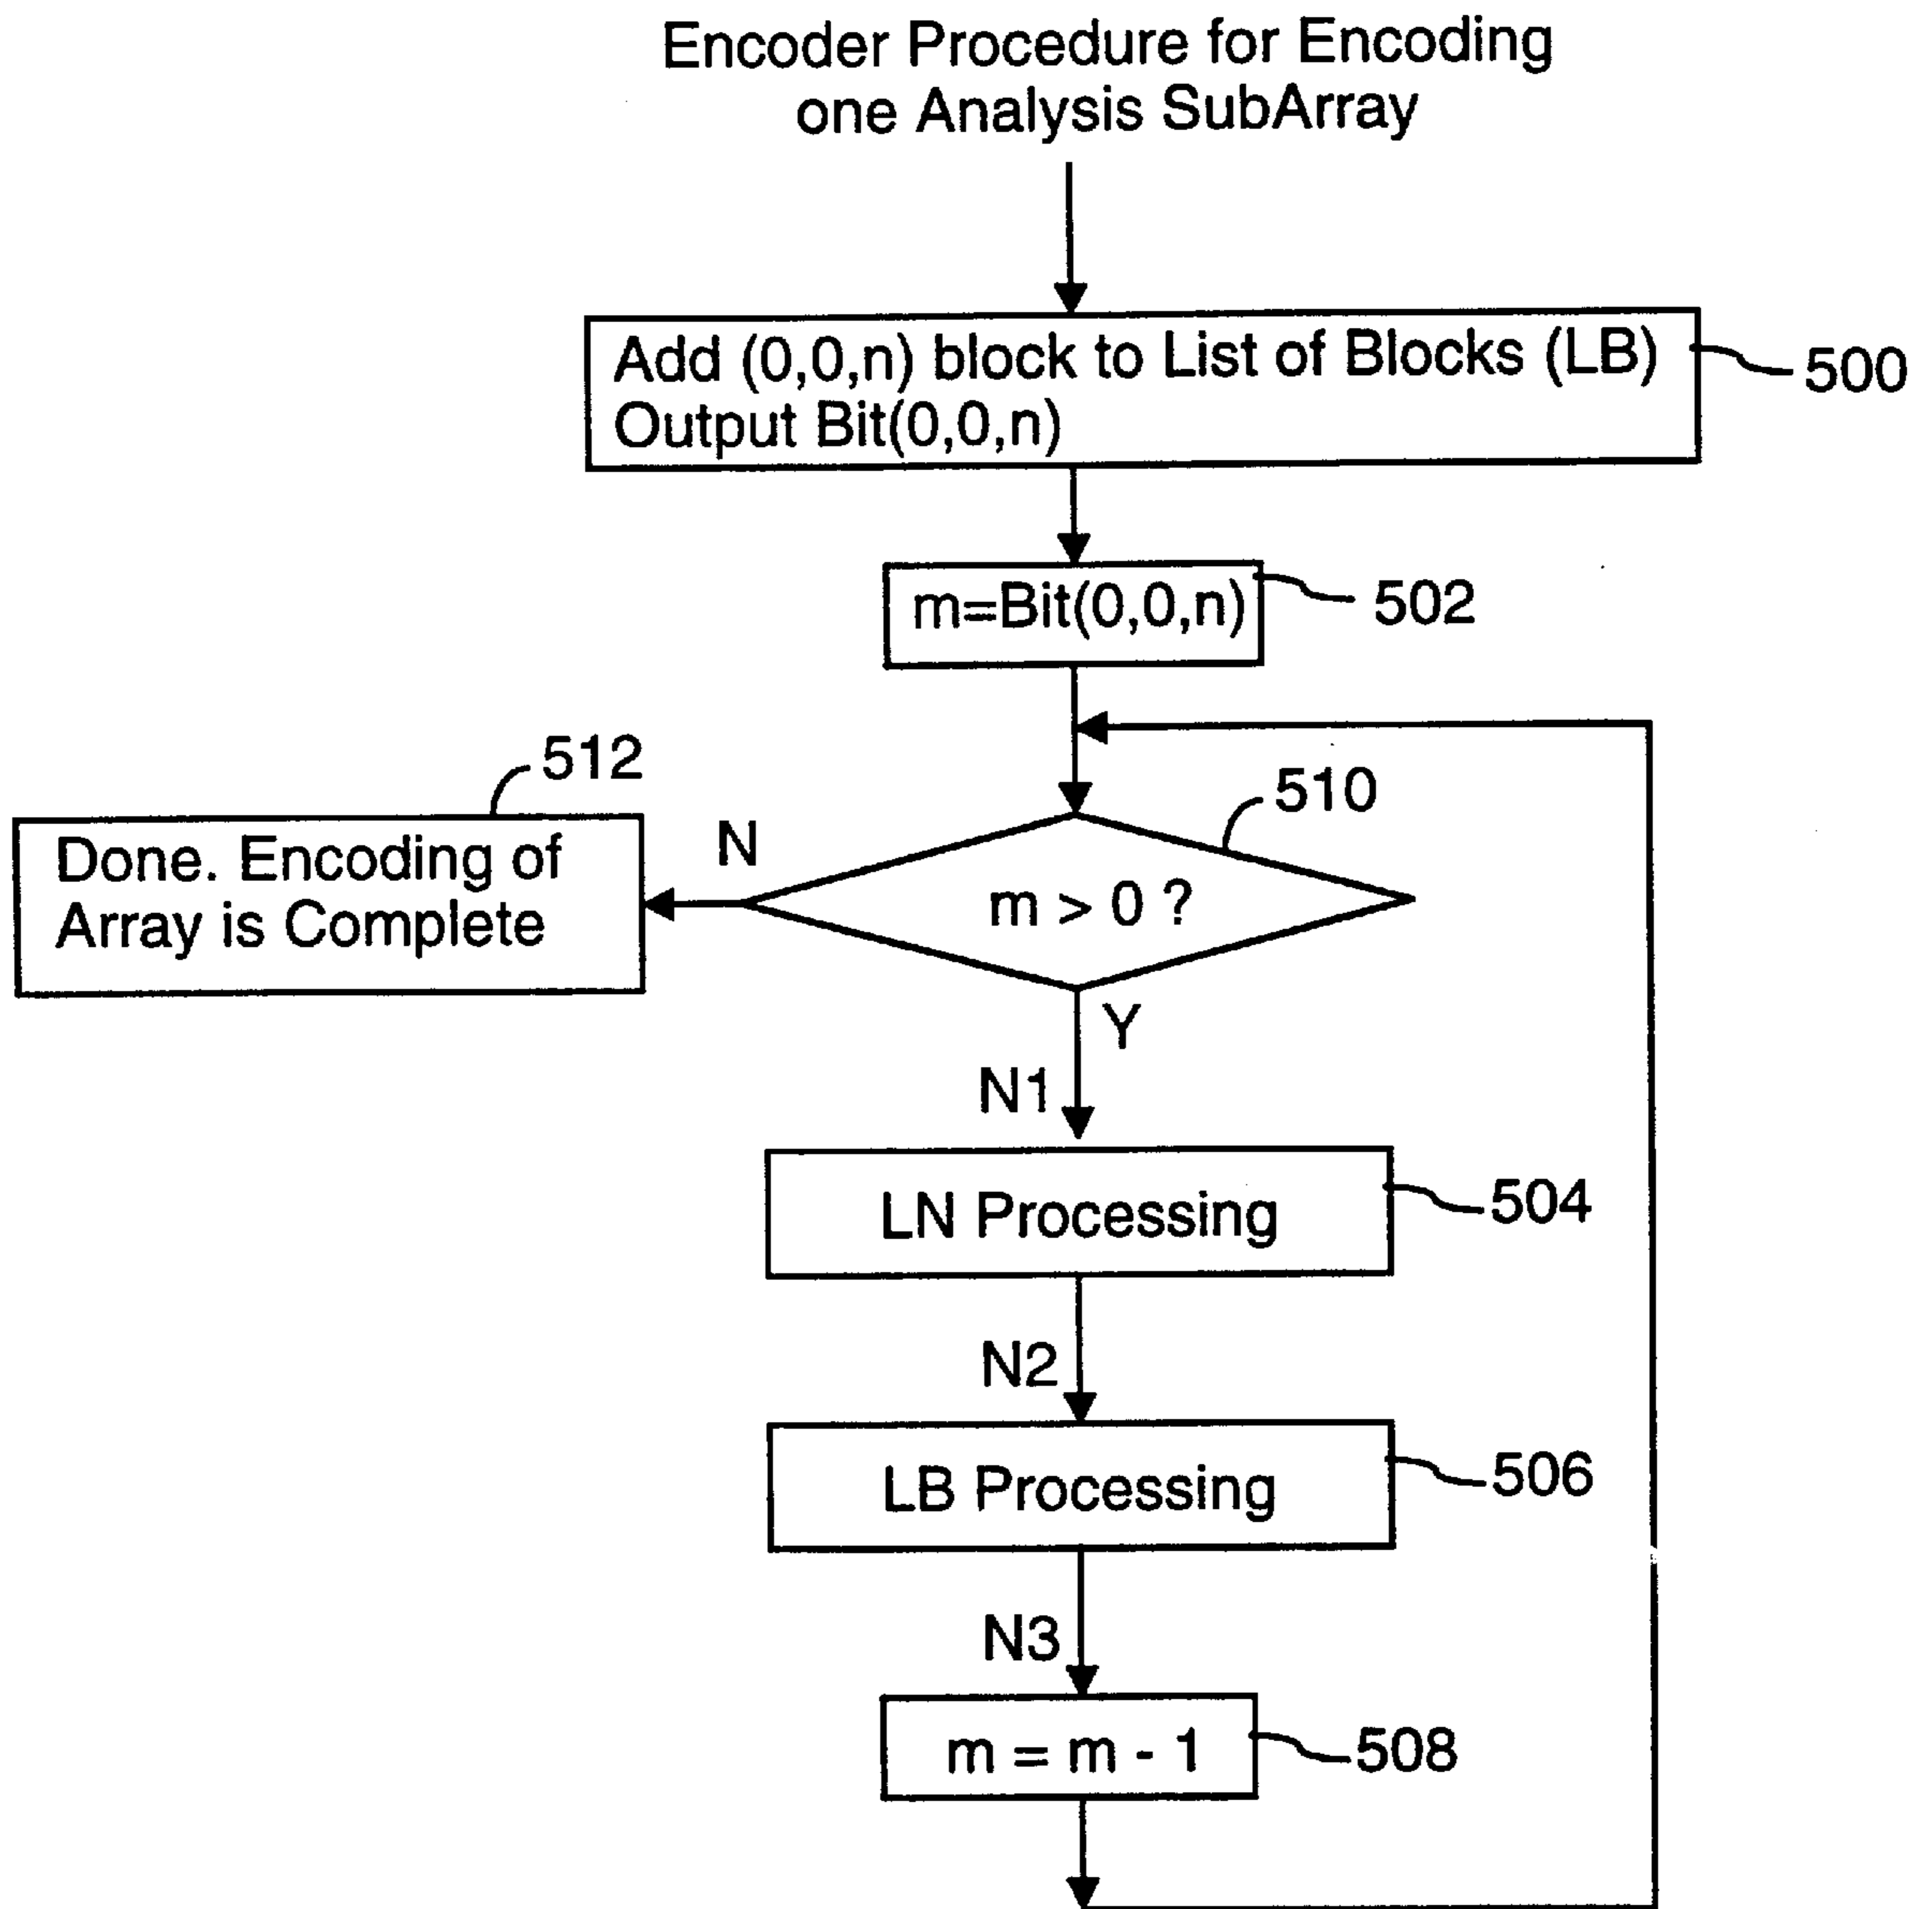 Encoder Procedure for Encoding
one Analysis SubArray
Add (0,0,n) block to List of Blocks (LB)
Output Bit(0,0,n)
500
m=Bit(0,0,n)
502
512
510
Done. Encoding of
Array is Complete
N
m > 0 ?
Y
N1
LN Processing
504
N2
LB Processing
506
N3
m = m - 1
508